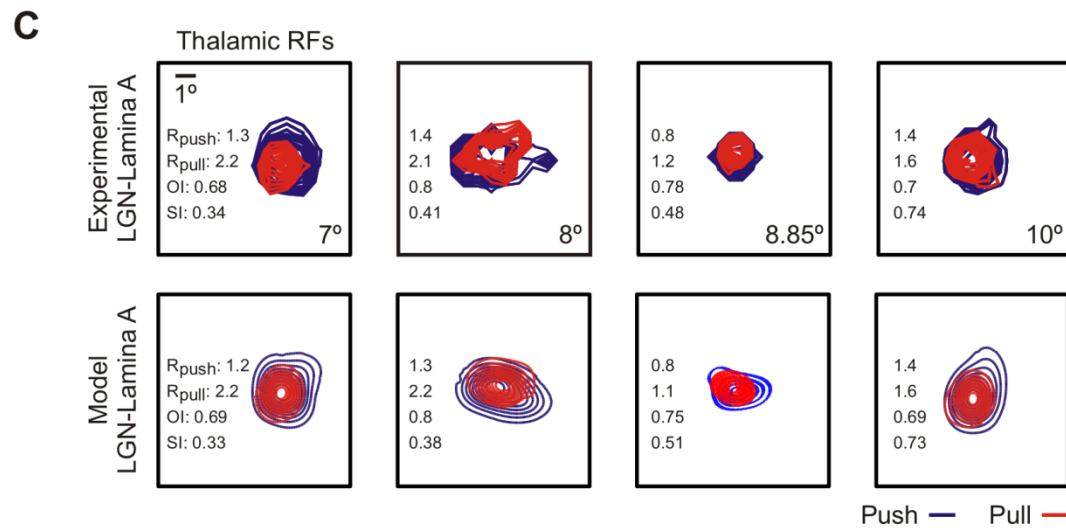 C
Thalamic RFs
Experimental
LGN-Lamina A
1º
Rpush: 1.3
Rpull: 2.2
OI: 0.68
SI: 0.34
7º
1.4
2.1
0.8
0.41
8º
0.8
1.2
0.78
0.48
8.85º
1.4
1.6
0.7
0.74
10º
Model
LGN-Lamina A
Rpush: 1.2
Rpull: 2.2
OI: 0.69
SI: 0.33
1.3
2.2
0.8
0.38
0.8
1.1
0.75
0.51
1.4
1.6
0.69
0.73
Push Pull